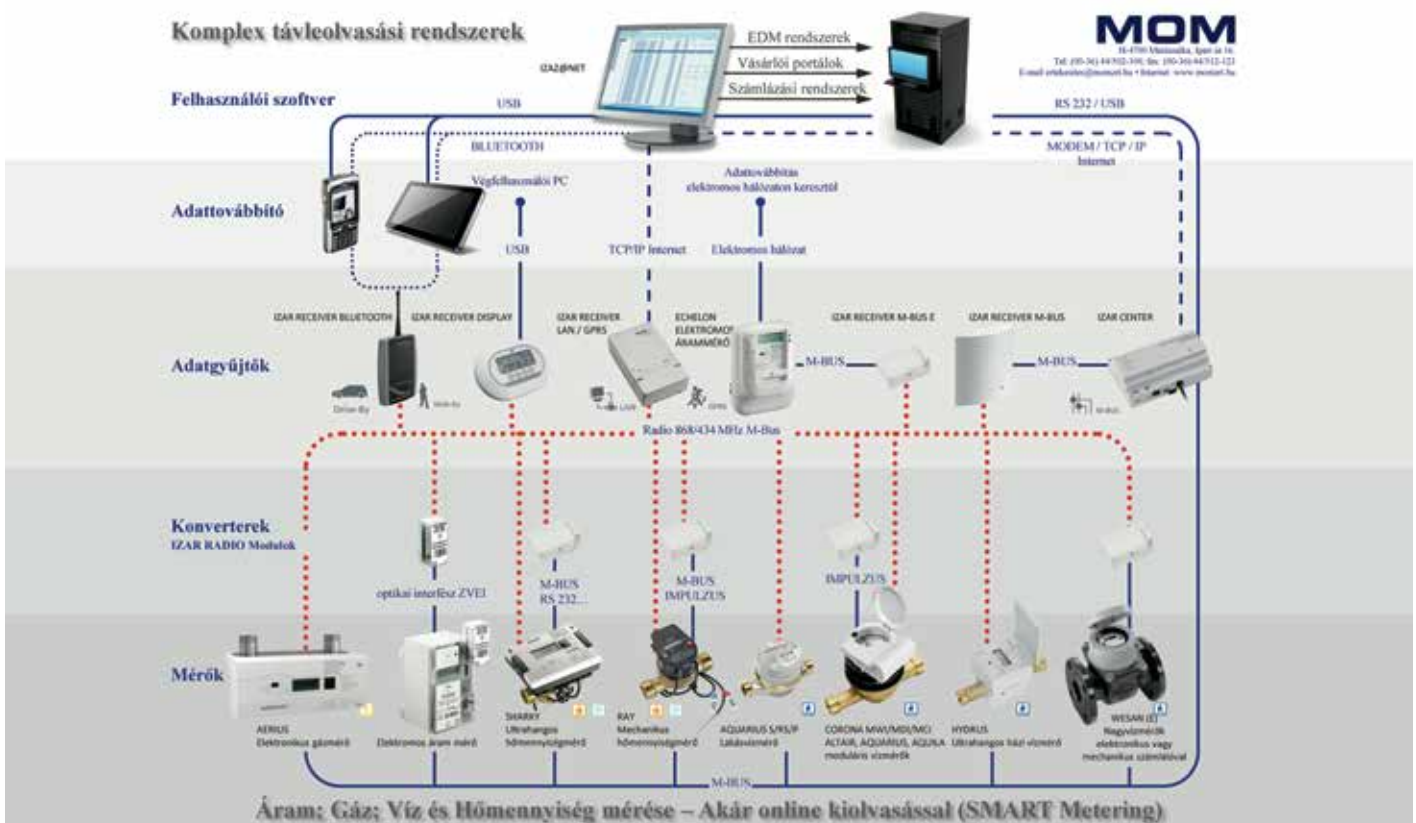 Komplex távleolvasási rendszerek
MOM
EDM rendszerek
Vásárlói portálok
Számlázási rendszerek
IZAZ@NET
Felhasználói szoftver
USB
RS 232 / USB
BLUETOOTH
MODEM / TCP / IP
Internet
Végfelhasználói PC
Adattovábbítás
elektromos hálózaton keresztül
Adattovábbító
USB
TCP/IP Internet
Elektromos hálózat
IZAR RECEIVER BLUETOOTH
IZAR RECEIVER DISPLAY
IZAR RECEIVER
LAN / GPRS
ECHELON
ELEKTROMOS
ÁRAMMÉRŐ
IZAR RECEIVER M-BUS E
IZAR RECEIVER M-BUS
IZAR CENTER
Adatgyűjtők
M-BUS
M-BUS
Drive-By
Walk-By
LAN
GPRS
M-BUS
Radio 868/434 MHz M-Bus
Konverterek
IZAR RADIO Modulok
optikai interfész ZVEI
M-BUS
RS 232...
M-BUS
IMPULZUS
IMPULZUS
Mérők
AERIUS
Elektronikus gázmérő
Elektromos áram mérő
SHARKY
Ultrahangos
hőmennyiségmérő
RAY
Mechanikus
hőmennyiségmérő
AQUARIUS S/RS/P
Lakásvízmérő
CORONA MWI/MDI/MCI
ALTAIR, AQUARIUS, AQUILA
moduláris vízmérők
HYDRUS
Ultrahangos házi vízmérő
WESAN (E)
Nagyvízmérők
elektronikus vagy
mechanikus számlálóval
M-BUS
Áram; Gáz; Víz és Hőmennyiség mérése – Akár online kiolvasással (SMART Metering)